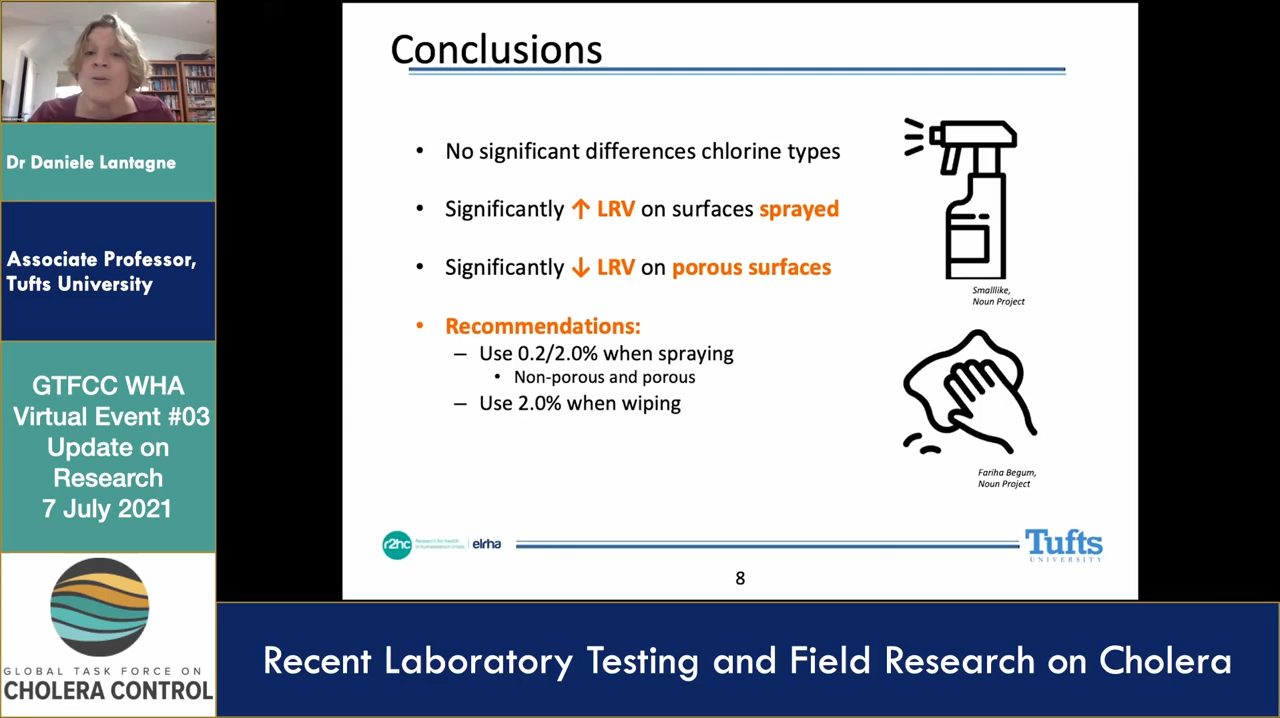 Dr Daniele Lantagne
Associate Professor,
Tufts University
GTFCC WHA
Virtual Event #03
Update on
Research
7 July 2021
GLOBAL TASK FORCE ON
CHOLERA CONTROL
Conclusions
• No significant differences chlorine types
• Significantly ↑ LRV on surfaces sprayed
• Significantly ↓ LRV on porous surfaces
• Recommendations:
– Use 0.2/2.0% when spraying
• Non-porous and porous
– Use 2.0% when wiping
Smalllike,
Noun Project
Fariha Begum,
Noun Project
r2hc
elrha
Tufts
UNIVERSITY
8
Recent Laboratory Testing and Field Research on Cholera